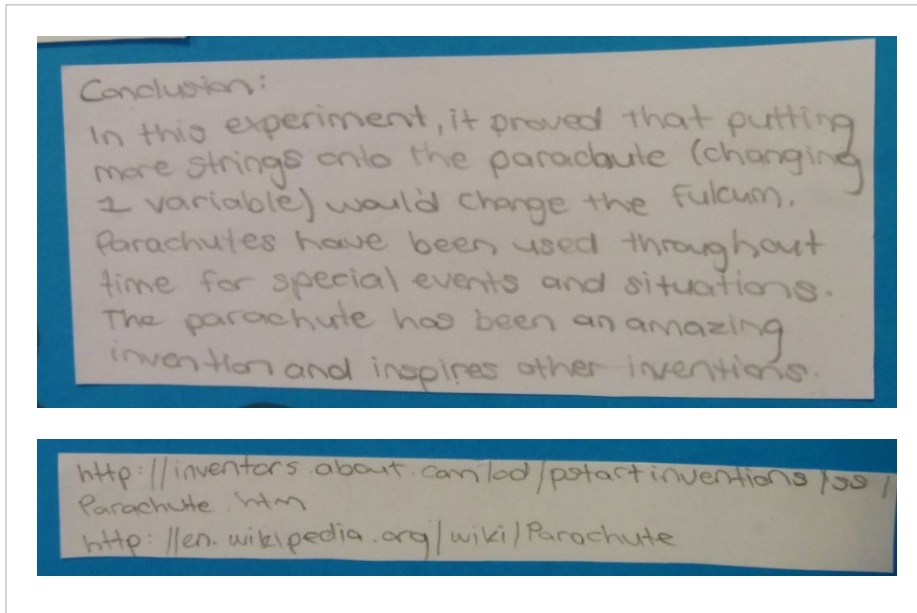 Conclusion:
In this experiment, it proved that putting
more strings onto the parachute (changing
1 variable) would change the fulcum.
Parachutes have been used throughout
time for special events and situations.
The parachute has been an amazing
invention and inspires other inventions.
http://inventors.about.com/od/pstartinventions/ss/
Parachute.htm
http://en.wikipedia.org/wiki/Parachute